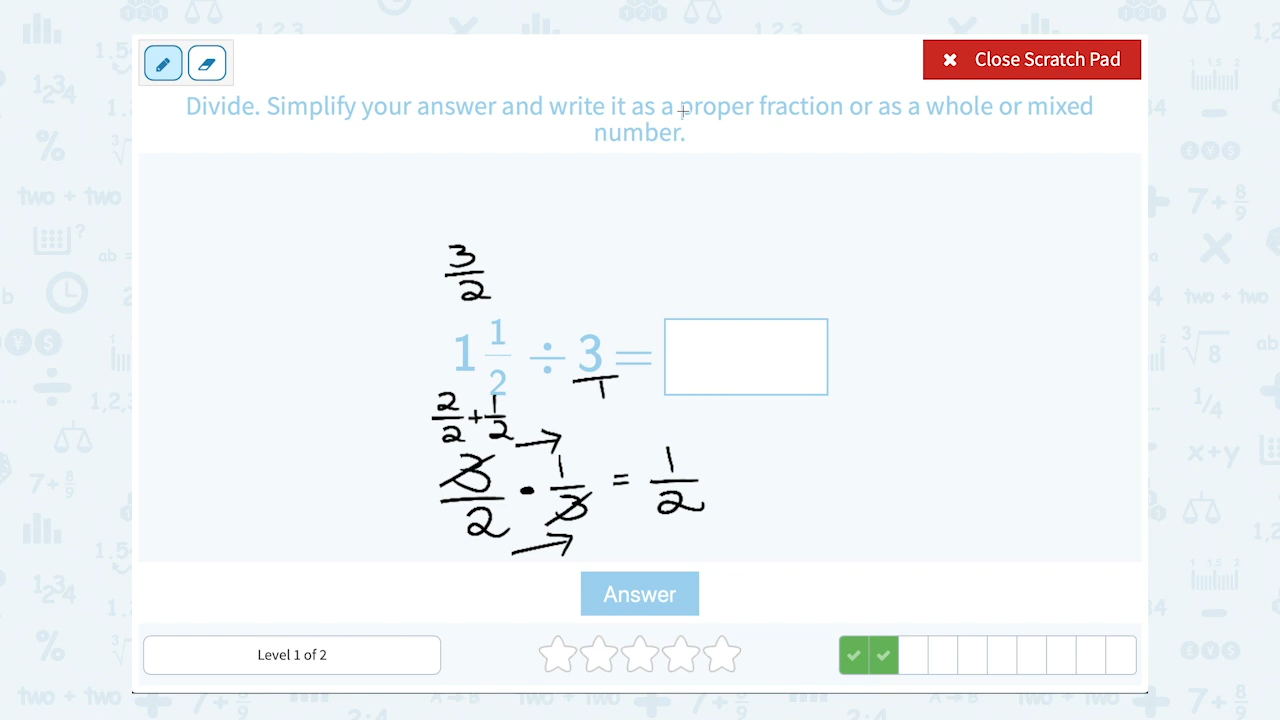 ✖ Close Scratch Pad
Divide. Simplify your answer and write it as a proper fraction or as a whole or mixed
number.
3/2
1 1/2 ÷ 3 =
1
2/2 + 1/2 →
3/2 · 1/3 = 1/2
→
Answer
Level 1 of 2